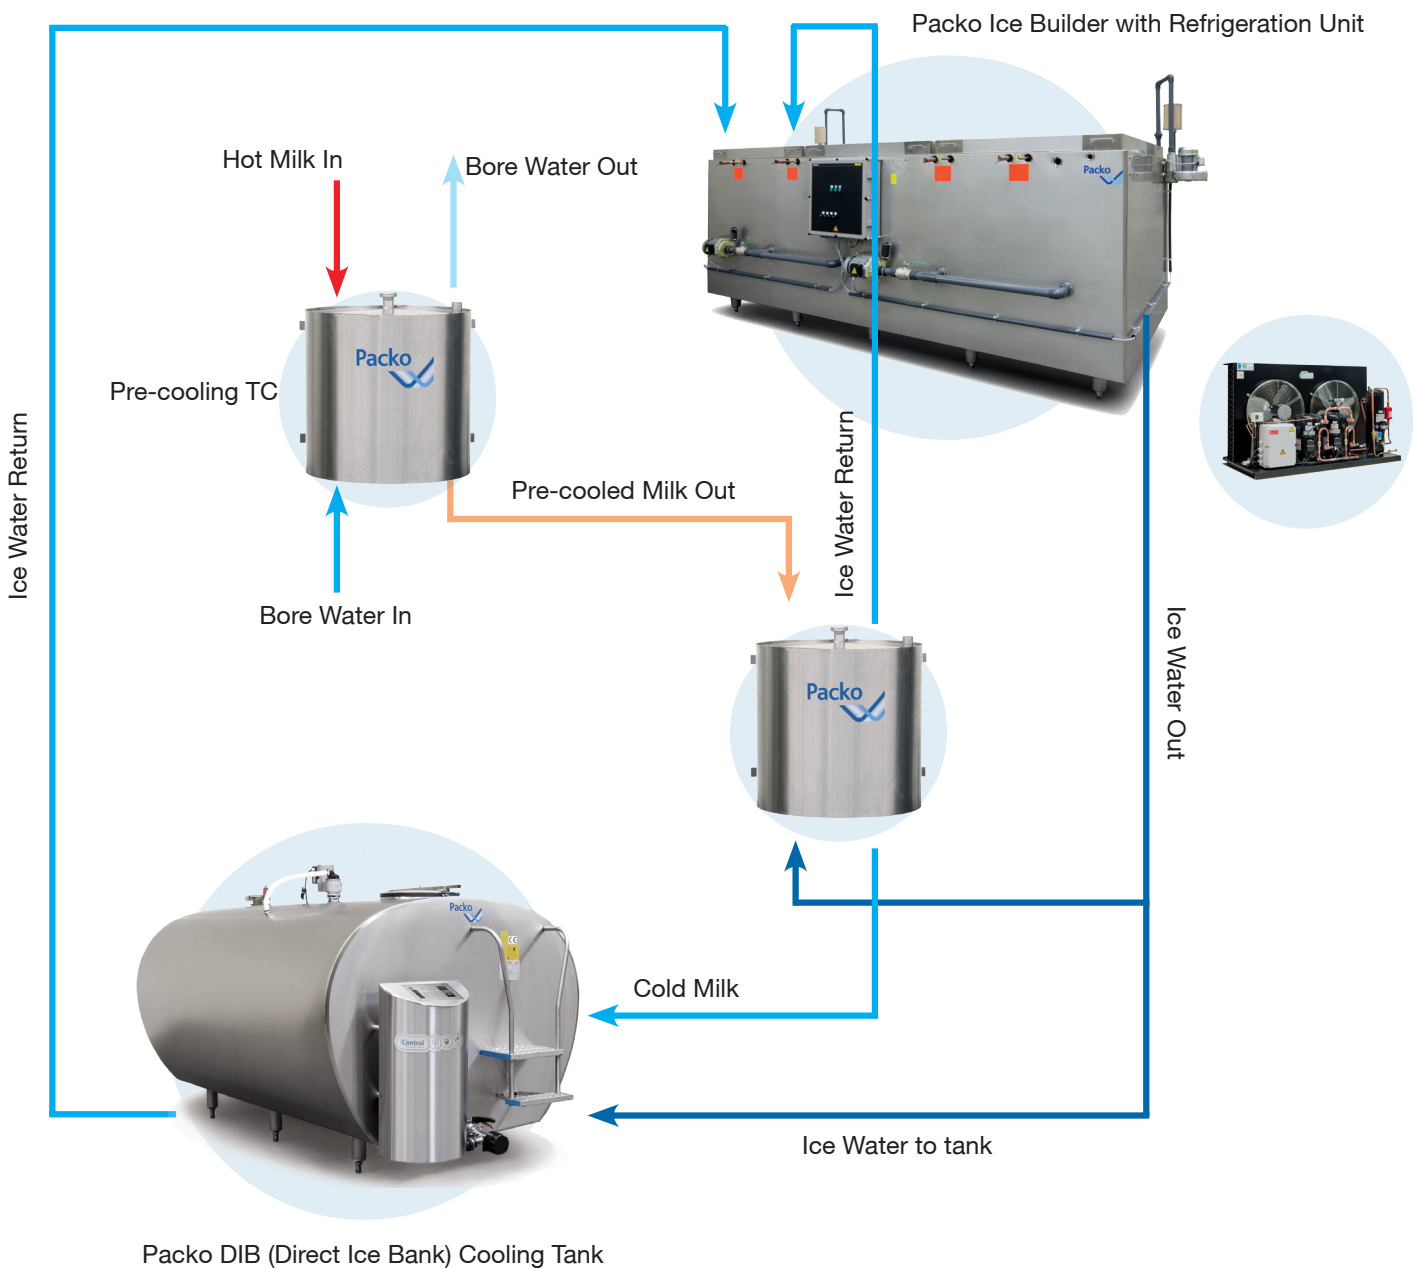 Packo Ice Builder with Refrigeration Unit
Hot Milk In
Bore Water Out
Packo
Packo
Pre-cooling TC
Ice Water Return
Pre-cooled Milk Out
Ice Water Return
Bore Water In
Ice Water Out
Packo
Packo
iControl
Cold Milk
Ice Water to tank
Packo DIB (Direct Ice Bank) Cooling Tank